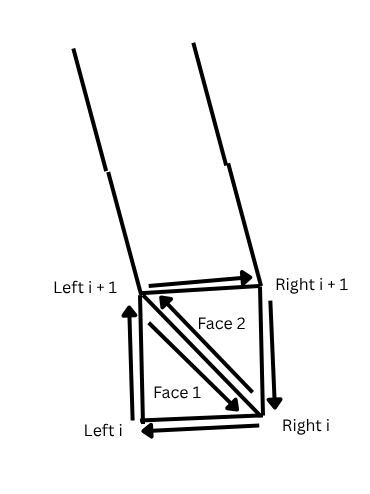 Left i + 1
Right i + 1
Face 2
Face 1
Left i
Right i